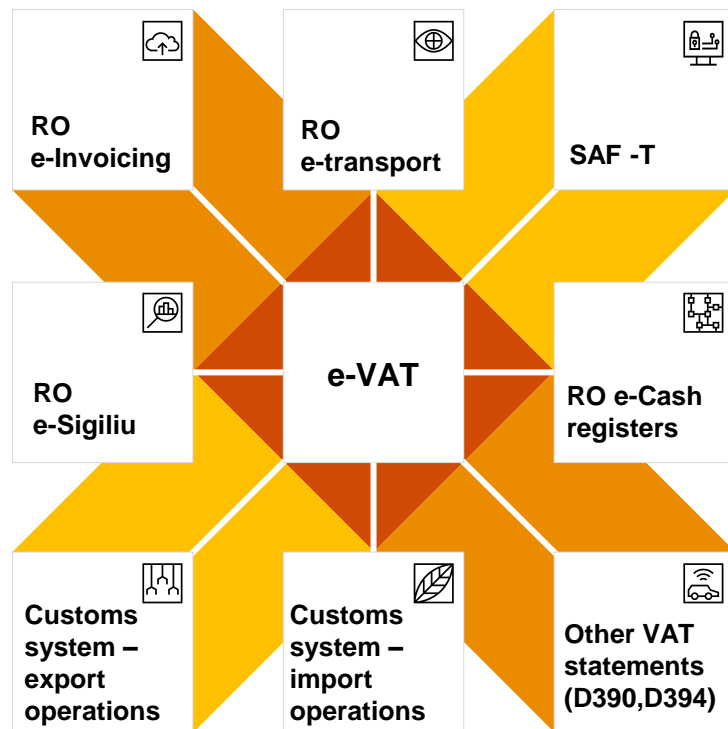 RO
e-Invoicing
RO
e-transport
SAF -T
RO
e-Sigiliu
e-VAT
RO e-Cash
registers
Customs
system –
export
operations
Customs
system –
import
operations
Other VAT
statements
(D390,D394)